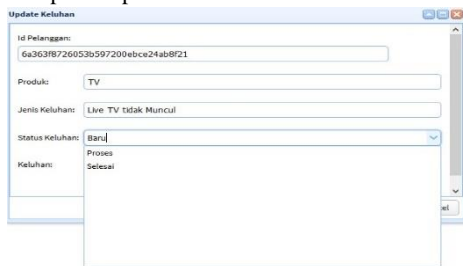 Update Keluhan
Id Pelanggan:
6a363f8726053b597200ebce24ab8f21
Produk: TV
Jenis Keluhan: Live TV tidak Muncul
Status Keluhan: Baru
Proses
Keluhan: Selesai
el